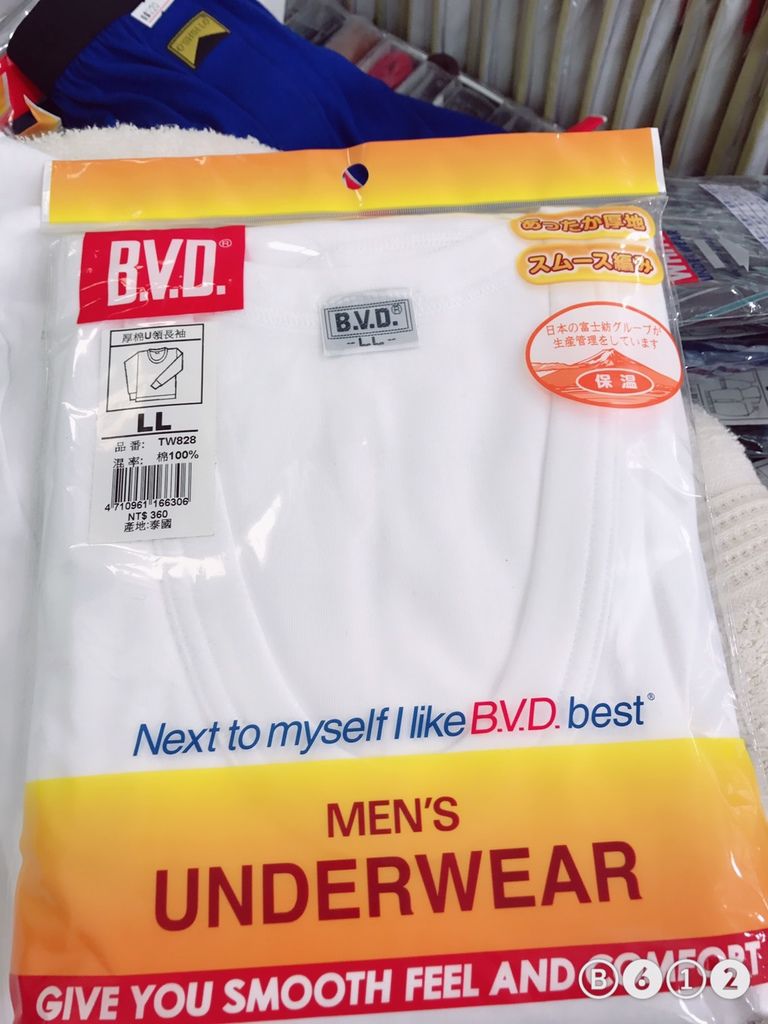 B.V.D.®
あったか厚地
スムース編み
B.V.D.®
-LL-
日本の富士紡グループが
生産管理をしています
保温
厚棉U領長袖
LL
品番: TW828
混率: 棉100%
4 710961 166306
NT$ 360
產地:泰國
Next to myself I like B.V.D. best®
MEN'S
UNDERWEAR
GIVE YOU SMOOTH FEEL AND COMFORT
B612